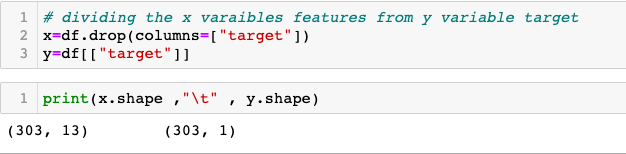 1 # dividing the x varaibles features from y variable target
2 x=df.drop(columns=["target"])
3 y=df[["target"]]
1 print(x.shape ,"\t" , y.shape)
(303, 13) (303, 1)